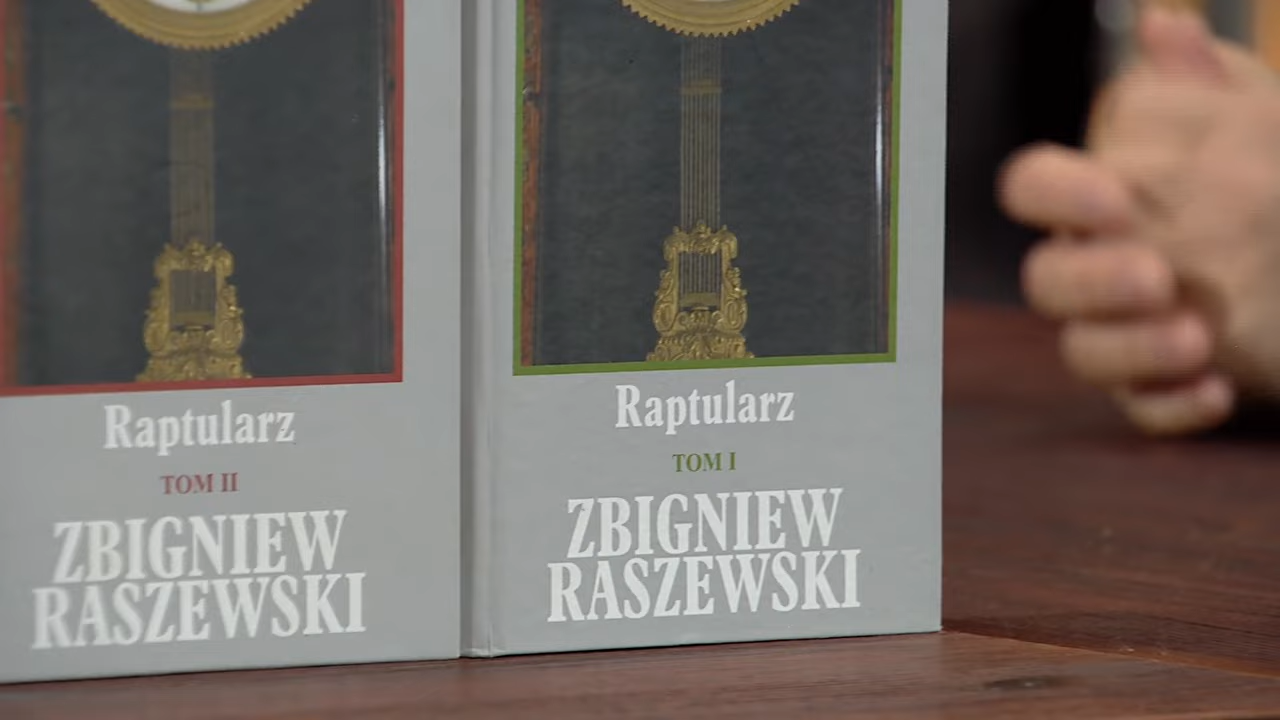 Raptularz
TOM II
ZBIGNIEW
RASZEWSKI
Raptularz
TOM I
ZBIGNIEW
RASZEWSKI